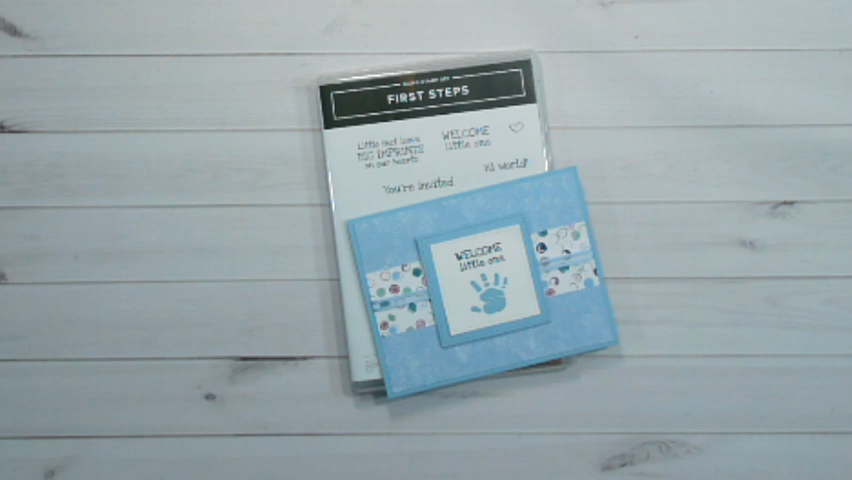 FIRST STEPS
Little feet leave
BIG IMPRINTS
on our hearts
WELCOME
little one
Hi world!
You're invited
WELCOME
little one